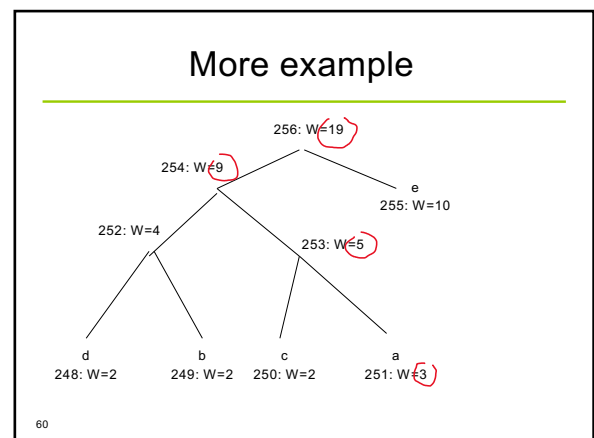 More example
256: W=19
254: W=9
e
255: W=10
252: W=4
253: W=5
d
b
c
a
248: W=2
249: W=2
250: W=2
251: W=3
60